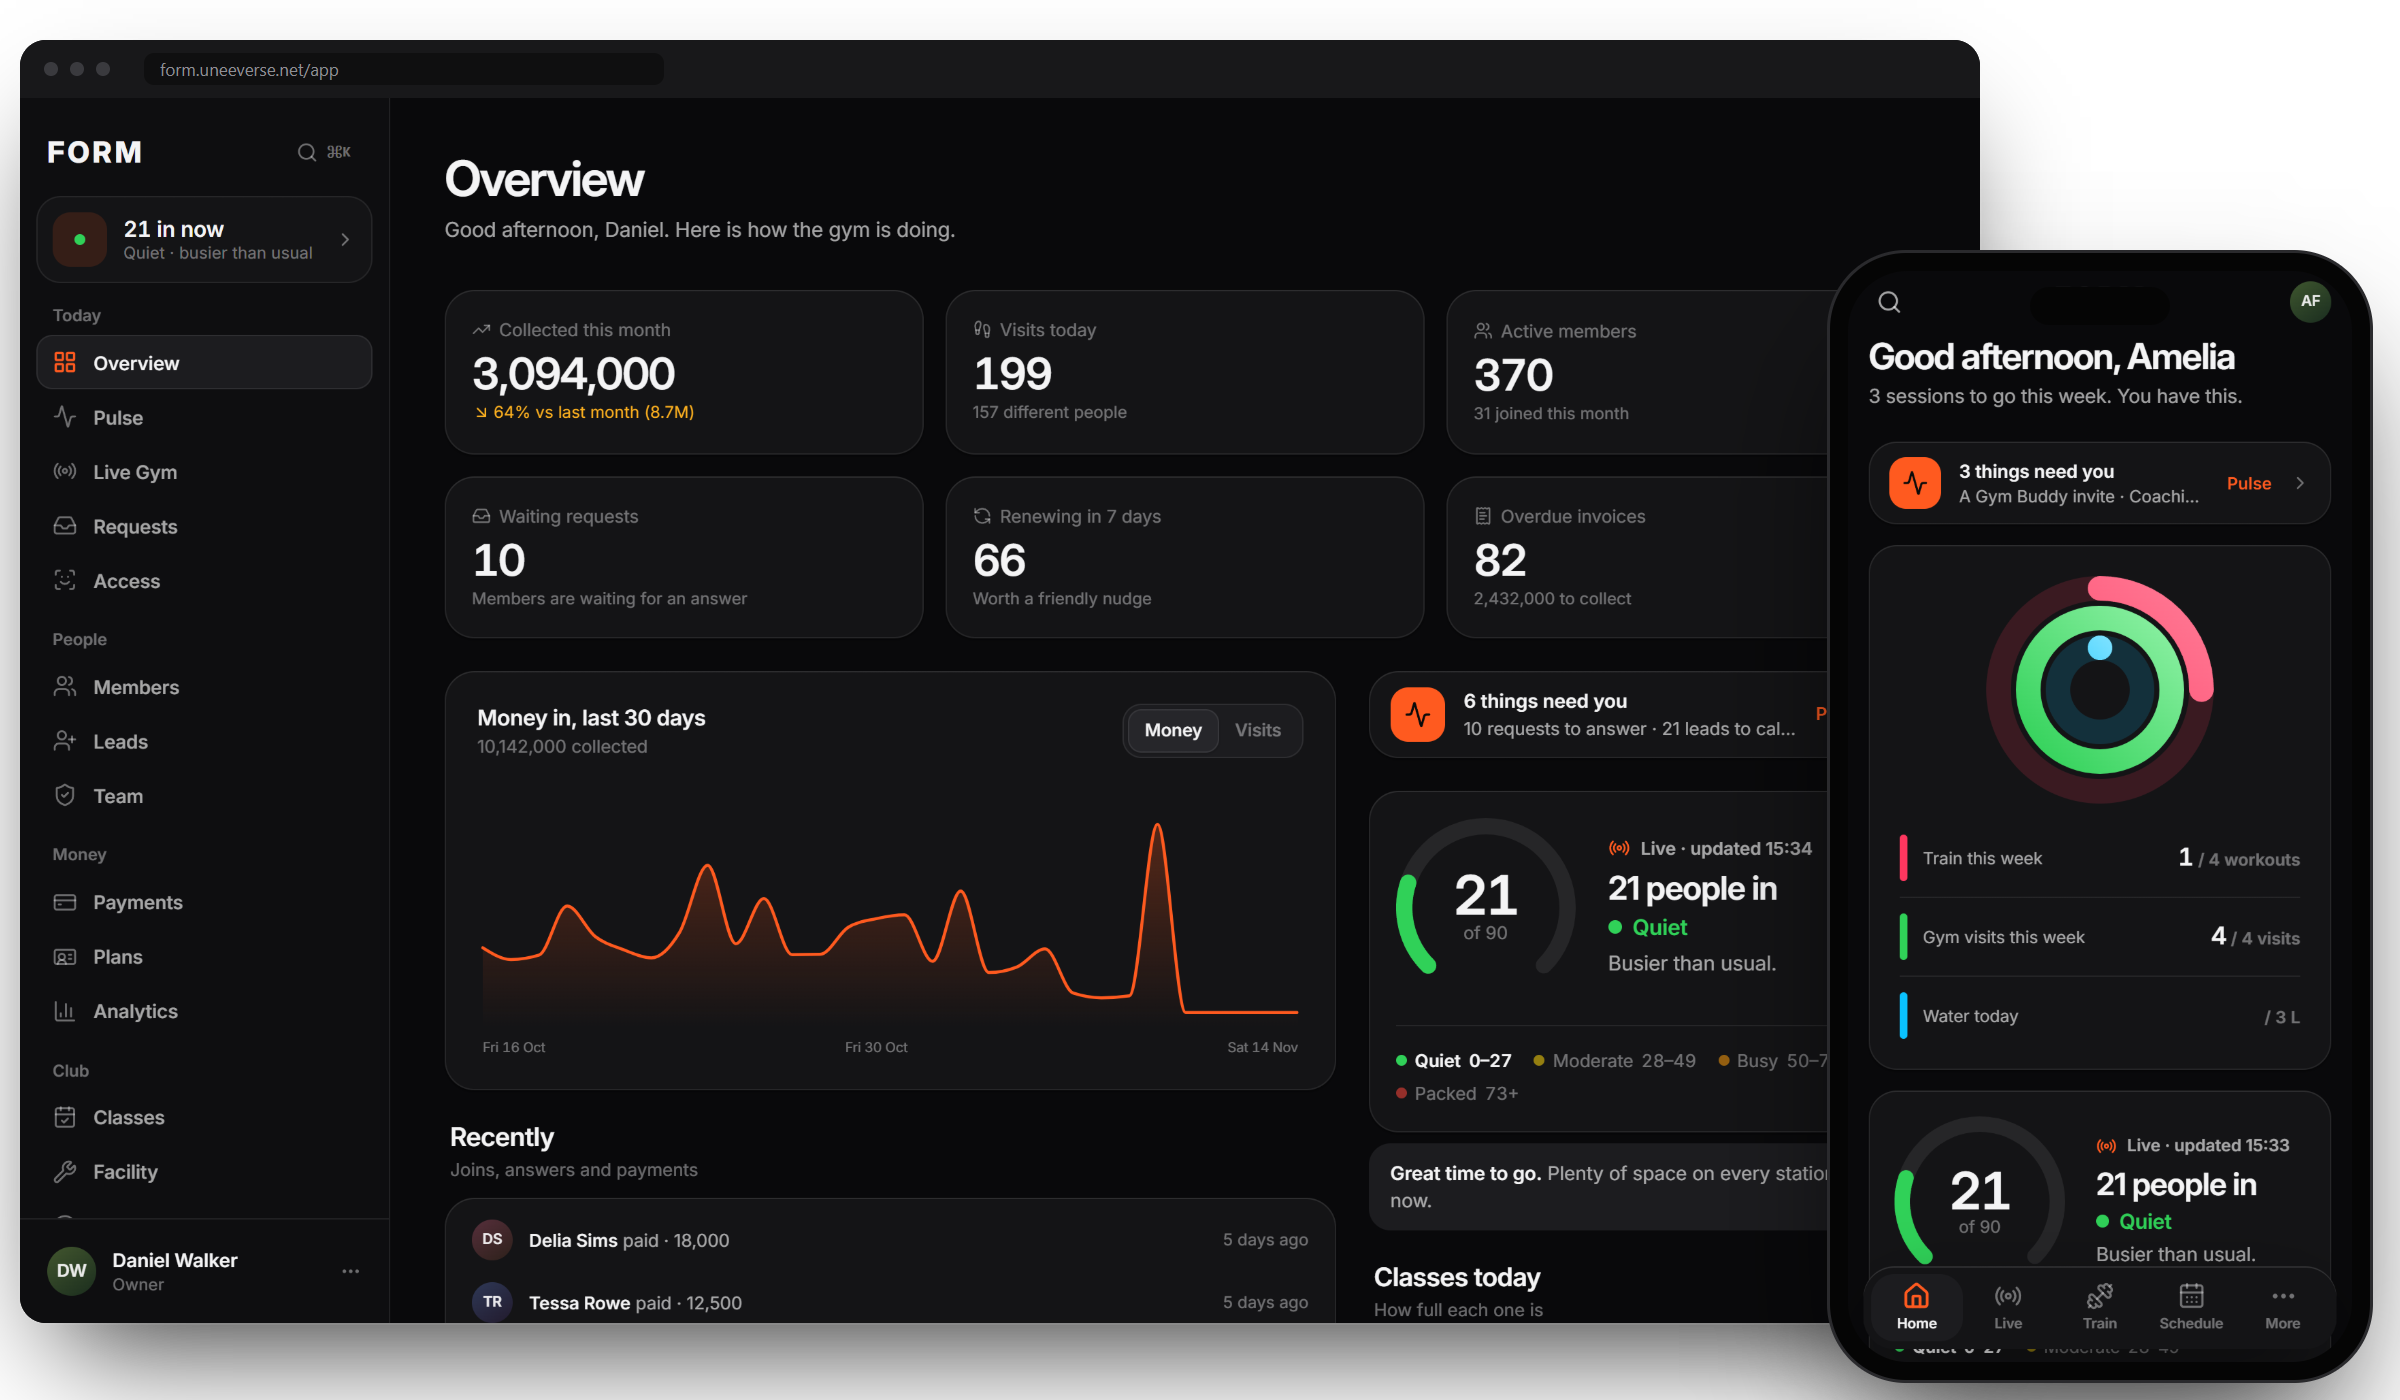 form.uneeverse.net/app
FORM
⌘K
21 in now
Quiet · busier than usual
Today
Overview
Pulse
Live Gym
Requests
Access
People
Members
Leads
Team
Money
Payments
Plans
Analytics
Club
Classes
Facility
DW
Daniel Walker
Owner
Overview
Good afternoon, Daniel. Here is how the gym is doing.
Collected this month
3,094,000
↘ 64% vs last month (8.7M)
Visits today
199
157 different people
Active members
370
31 joined this month
Waiting requests
10
Members are waiting for an answer
Renewing in 7 days
66
Worth a friendly nudge
Overdue invoices
82
2,432,000 to collect
Money in, last 30 days
10,142,000 collected
Money
Visits
Fri 16 Oct
Fri 30 Oct
Sat 14 Nov
Recently
Joins, answers and payments
DS
Delia Sims paid · 18,000
5 days ago
TR
Tessa Rowe paid · 12,500
5 days ago
6 things need you
10 requests to answer · 21 leads to cal...
P
21
of 90
Live · updated 15:34
21 people in
Quiet
Busier than usual.
Quiet 0–27
Moderate 28–49
Busy 50–7
Packed 73+
Great time to go. Plenty of space on every station
now.
Classes today
How full each one is
AF
Good afternoon, Amelia
3 sessions to go this week. You have this.
3 things need you
A Gym Buddy invite · Coachi...
Pulse
Train this week
1 / 4 workouts
Gym visits this week
4 / 4 visits
Water today
/ 3 L
21
of 90
Live · updated 15:33
21 people in
Quiet
Busier than usual.
Home
Live
Train
Schedule
More
Quiet 0–27
Moderate 28–49